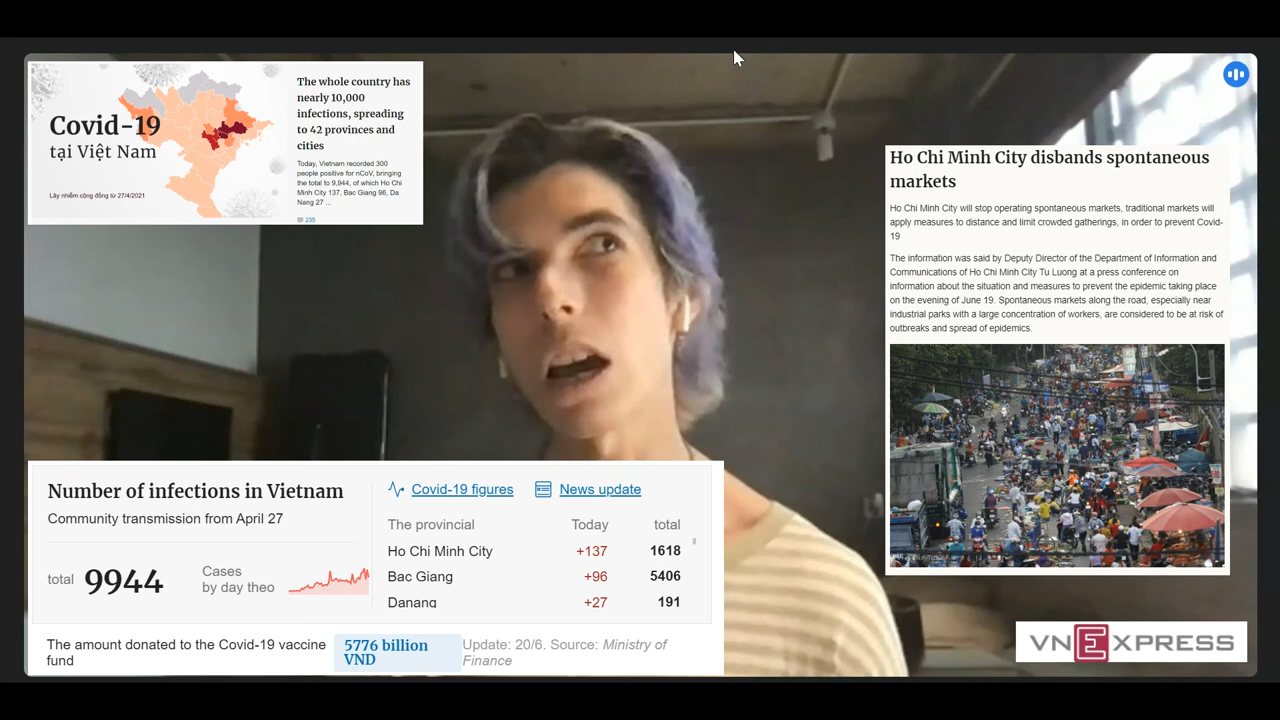 Covid-19
tại Việt Nam
Lây nhiễm cộng đồng từ 27/4/2021
The whole country has
nearly 10,000
infections, spreading
to 42 provinces and
cities
Today, Vietnam recorded 300
people positive for nCoV, bringing
the total to 9,944, of which Ho Chi
Minh City 137, Bac Giang 96, Da
Nang 27 ...
235
Ho Chi Minh City disbands spontaneous
markets
Ho Chi Minh City will stop operating spontaneous markets, traditional markets will
apply measures to distance and limit crowded gatherings, in order to prevent Covid-
19
The information was said by Deputy Director of the Department of Information and
Communications of Ho Chi Minh City Tu Luong at a press conference on
information about the situation and measures to prevent the epidemic taking place
on the evening of June 19. Spontaneous markets along the road, especially near
industrial parks with a large concentration of workers, are considered to be at risk of
outbreaks and spread of epidemics.
Number of infections in Vietnam
Community transmission from April 27
total 9944
Cases
by day theo
Covid-19 figures News update
The provincial Today total
Ho Chi Minh City +137 1618
Bac Giang +96 5406
Danang +27 191
The amount donated to the Covid-19 vaccine
fund
5776 billion
VND
Update: 20/6. Source: Ministry of
Finance
VNEXPRESS